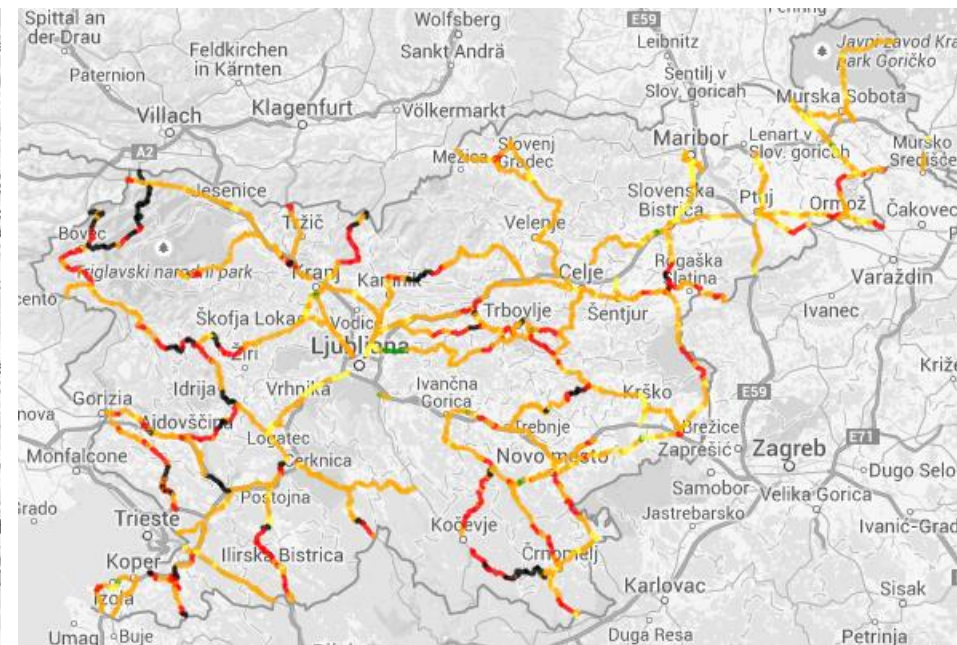 Spittal an
der Drau
Feldkirchen
in Kärnten
Wolfsberg
Sankt Andrä
E59
Leibnitz
Javni zavod Kra
park Goričko
Paternion
Villach
Klagenfurt
Völkermarkt
Šentilj v
Slov. goricah
Murska Sobota
A2
Maribor
Lenart v
Slov. goricah
Mursko
Središće
Mežica
Slovenj
Gradec
Jesenice
Slovenska
Bistrica
Ptuj
Ormož
Čakovec
Tržič
Velenje
Bovec
Triglavski narodni park
Kranj
Kamnik
Celje
Rogaška
Slatina
Varaždin
cento
Škofja Loka
Vodice
Trbovlje
Šentjur
Ivanec
Žiri
Ljubljana
Idrija
Vrhnika
Ivančna
Gorica
Krško
E59
Križe
Gorizia
nova
Ajdovščina
Trebnje
Brežice
Logatec
Zaprešić
Zagreb
E71
Monfalcone
Cerknica
Novo mesto
Dugo Selo
Postojna
Samobor
Velika Gorica
Trieste
Kočevje
Jastrebarsko
Ivanić-Grad
Koper
Ilirska Bistrica
Črnomelj
Izola
Karlovac
Sisak
Umag
Buje
Duga Resa
Petrinja